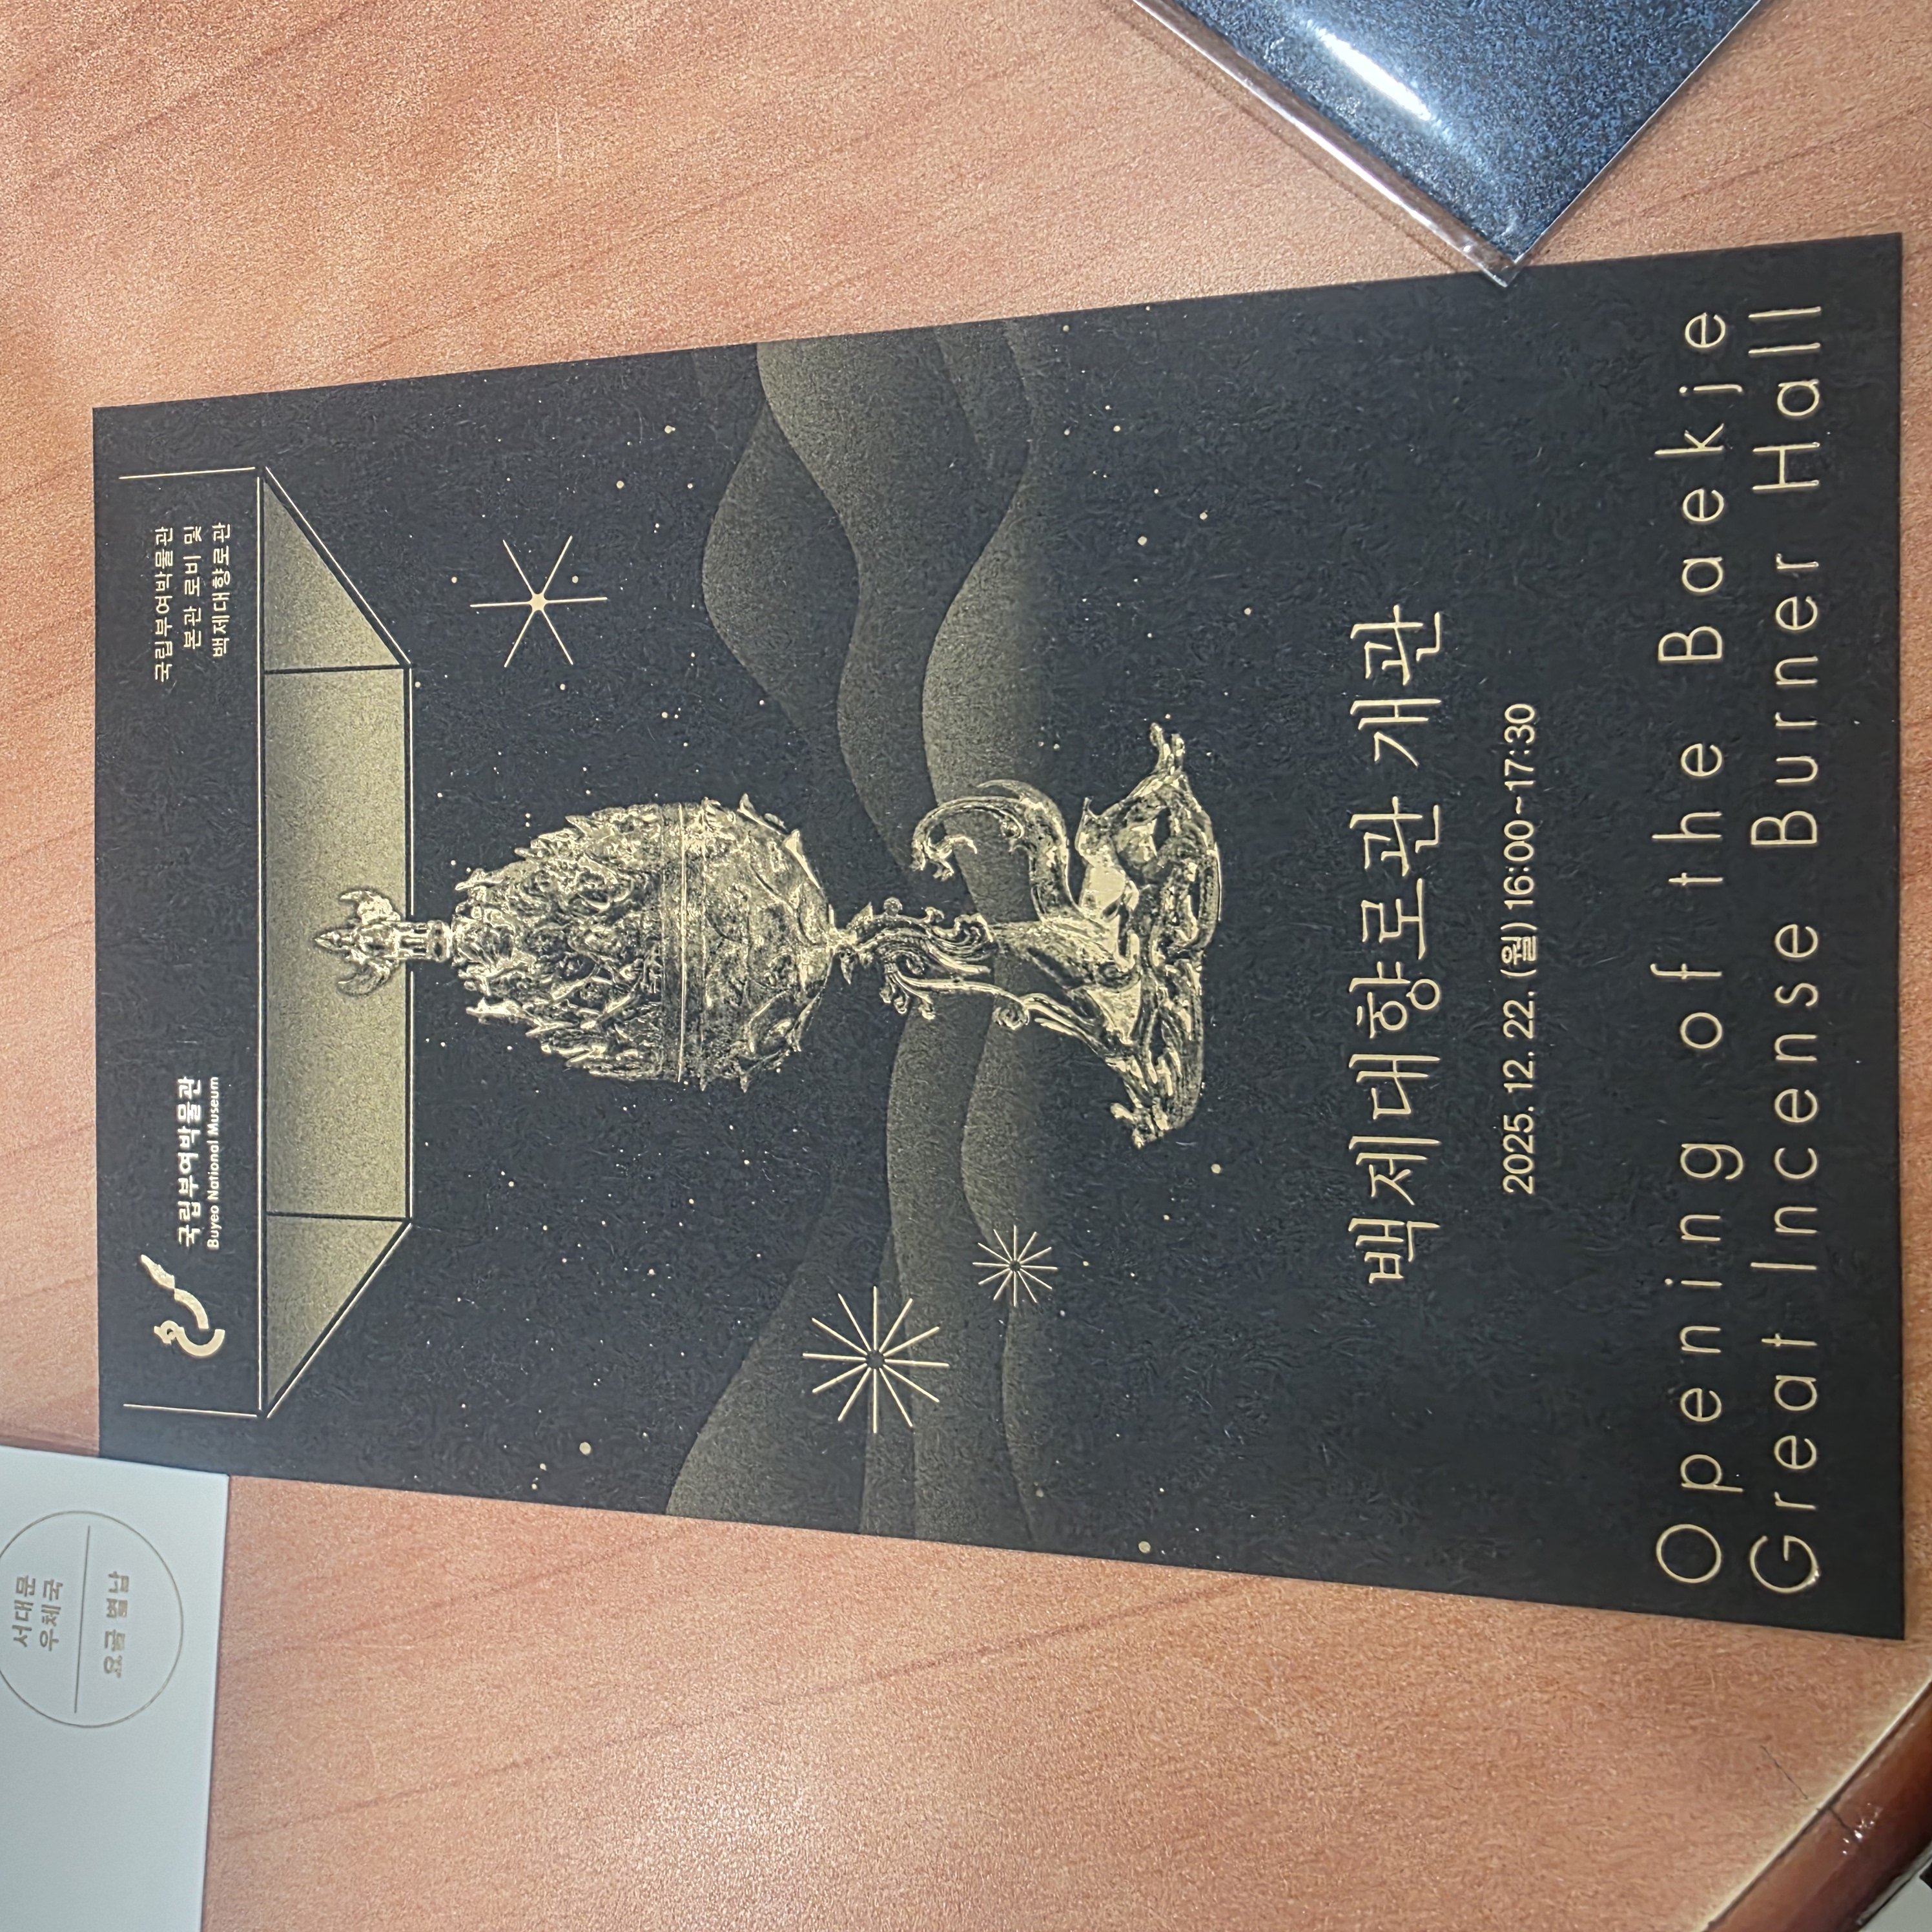 국립부여박물관
Buyeo National Museum
국립부여박물관
본관 로비 및
백제대향로관
백제대향로관 개관
2025. 12. 22. (월) 16:00~17:30
Opening of the Baekje
Great Incense Burner Hall
서대문
우체국
요금 별납